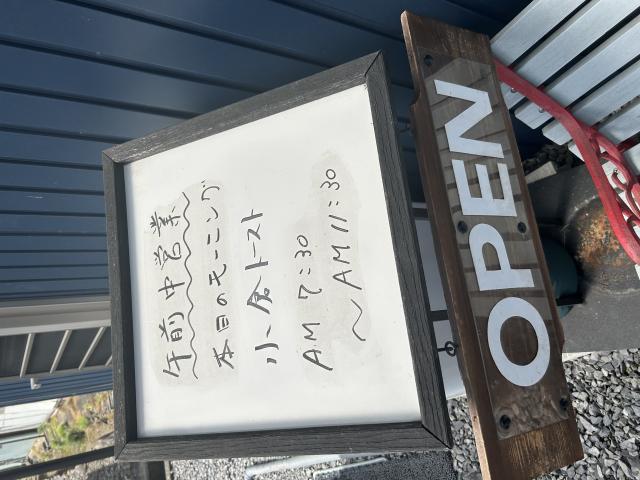 午前中営業
本日のモーニング
小倉トースト
AM 7:30
〜AM 11:30
OPEN